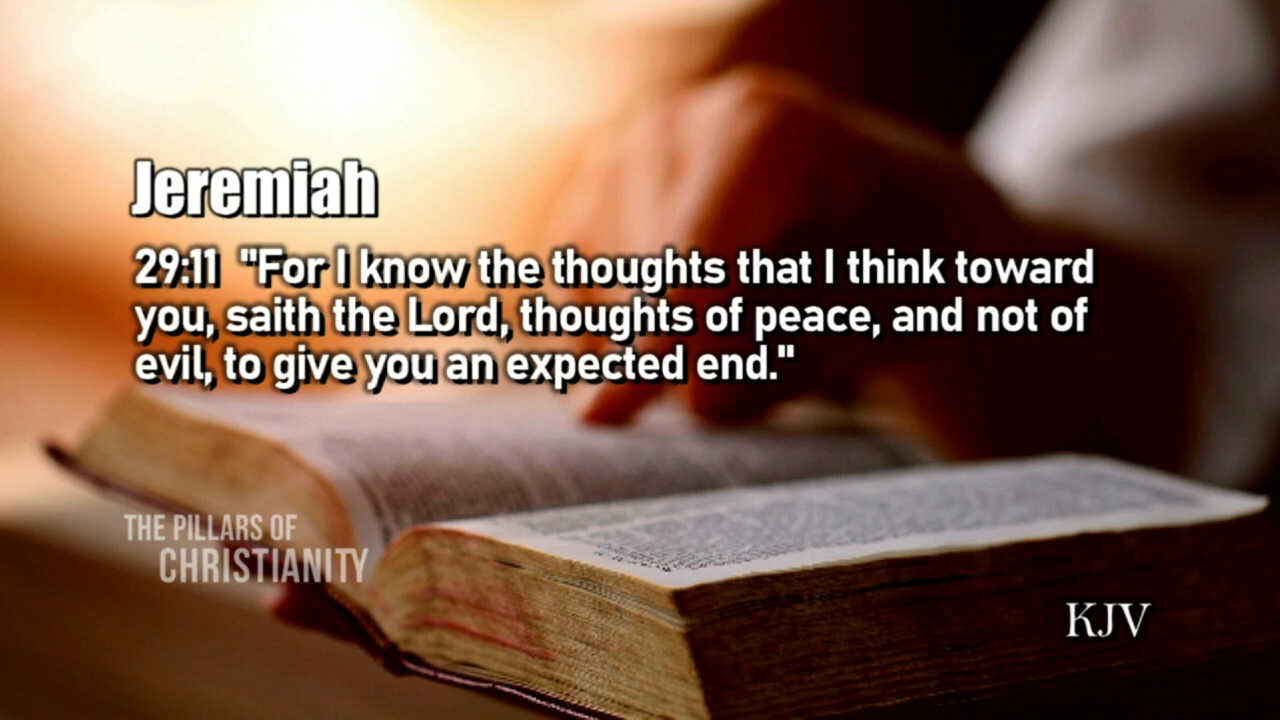 Jeremiah
29:11 "For I know the thoughts that I think toward
you, saith the Lord, thoughts of peace, and not of
evil, to give you an expected end."
THE PILLARS OF
CHRISTIANITY
KJV